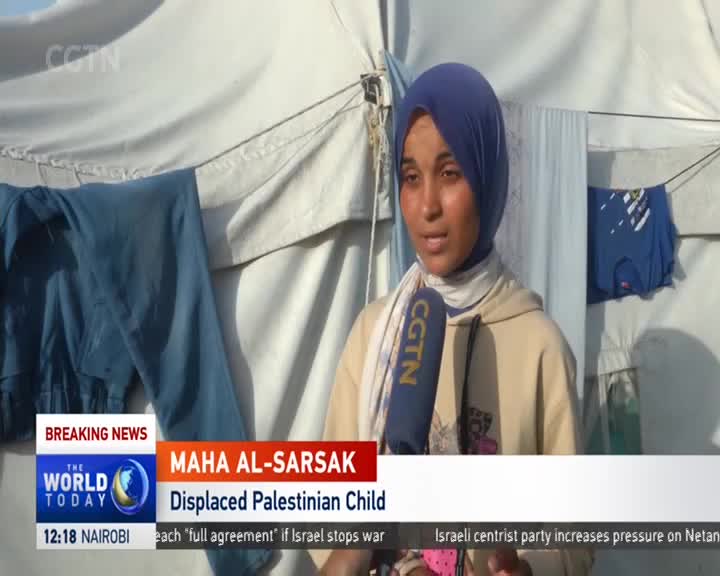 CGTN
CGTN
BREAKING NEWS
THE WORLD TODAY
MAHA AL-SARSAK
Displaced Palestinian Child
12:18 NAIROBI
each "full agreement" if Israel stops war
Israeli centrist party increases pressure on Netan